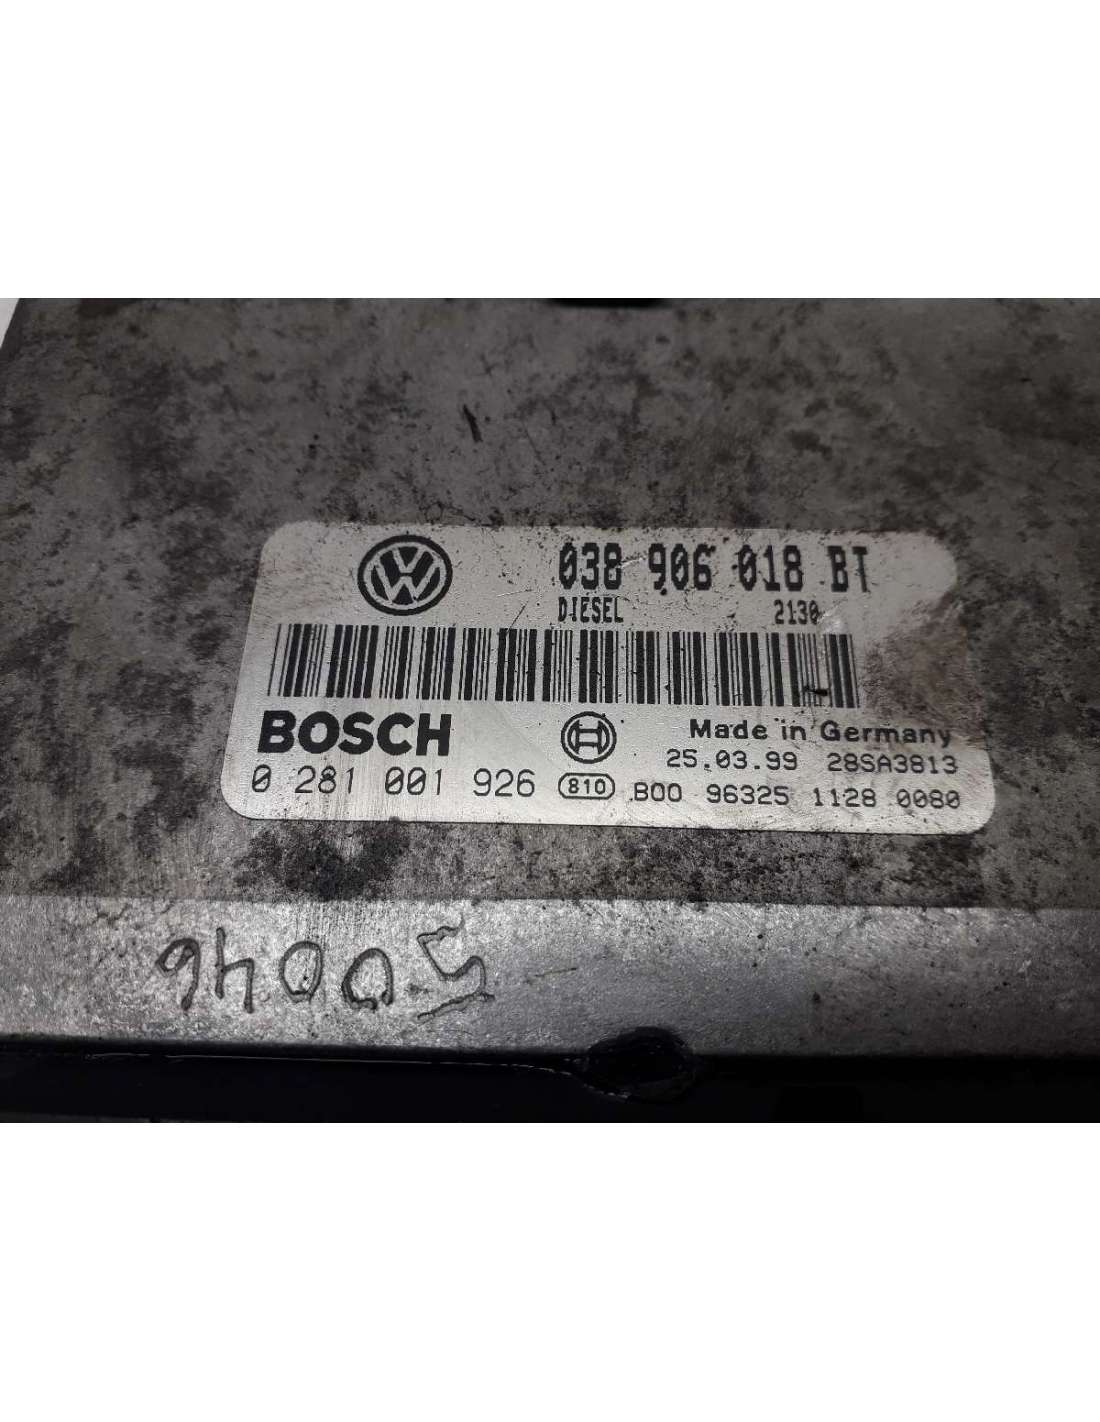 038 906 018 BT
DIESEL 2130
BOSCH
Made in Germany
25.03.99 28SA3813
0 281 001 926 810 B00 96325 1128 0080
50046